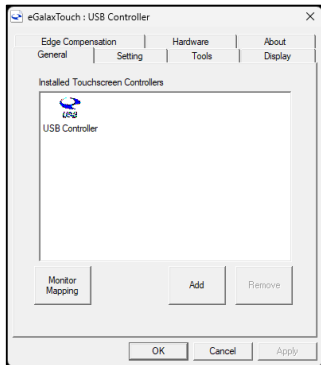 eGalaxTouch : USB Controller
Edge Compensation Hardware About
General Setting Tools Display
Installed Touchscreen Controllers
USB
USB Controller
Monitor
Mapping
Add Remove
OK Cancel Apply